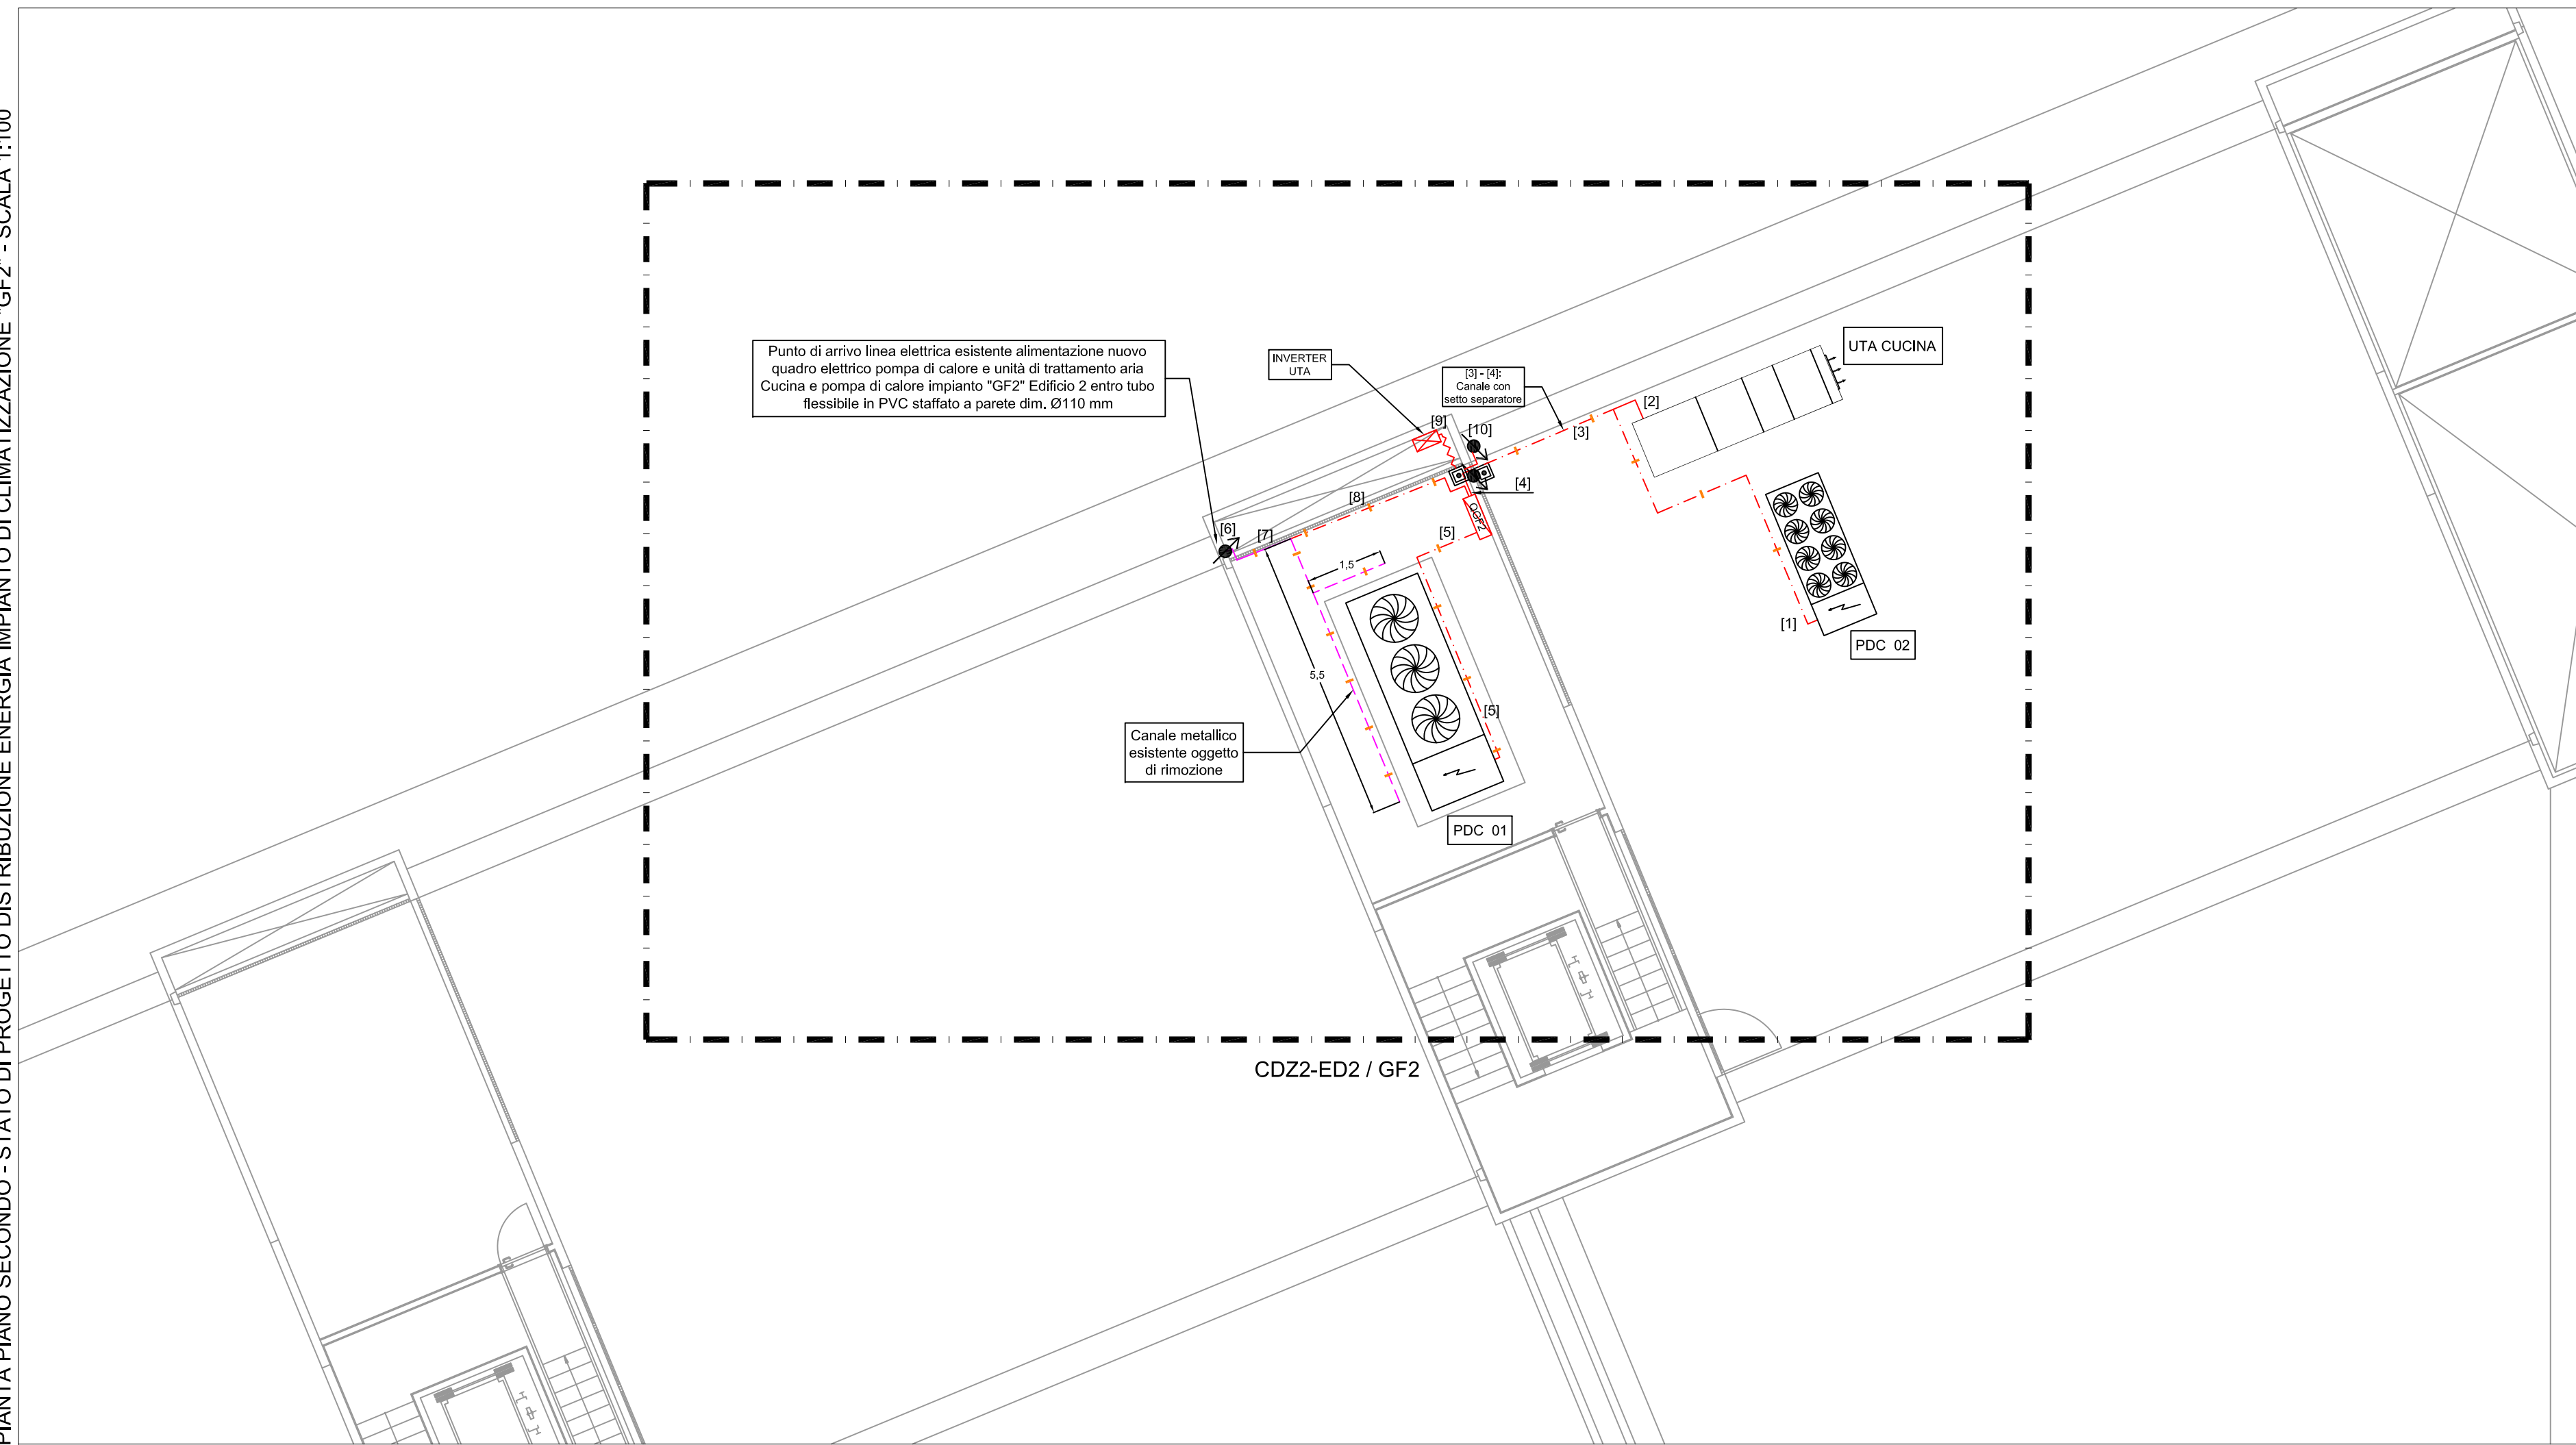 PIANTA PIANO SECONDO - STATO DI PROGETTO DISTRIBUZIONE ENERGIA IMPIANTO DI CLIMATIZZAZIONE "GF2" - SCALA 1:100
Punto di arrivo linea elettrica esistente alimentazione nuovo
quadro elettrico pompa di calore e unità di trattamento aria
Cucina e pompa di calore impianto "GF2" Edificio 2 entro tubo
flessibile in PVC staffato a parete dim. Ø110 mm
INVERTER
UTA
[3] - [4]:
Canale con
setto separatore
UTA CUCINA
[2]
[3]
[9]
[10]
[4]
[8]
QGF2
[6]
[7]
[5]
1,5
5,5
[5]
[1]
PDC 02
Canale metallico
esistente oggetto
di rimozione
PDC 01
CDZ2-ED2 / GF2